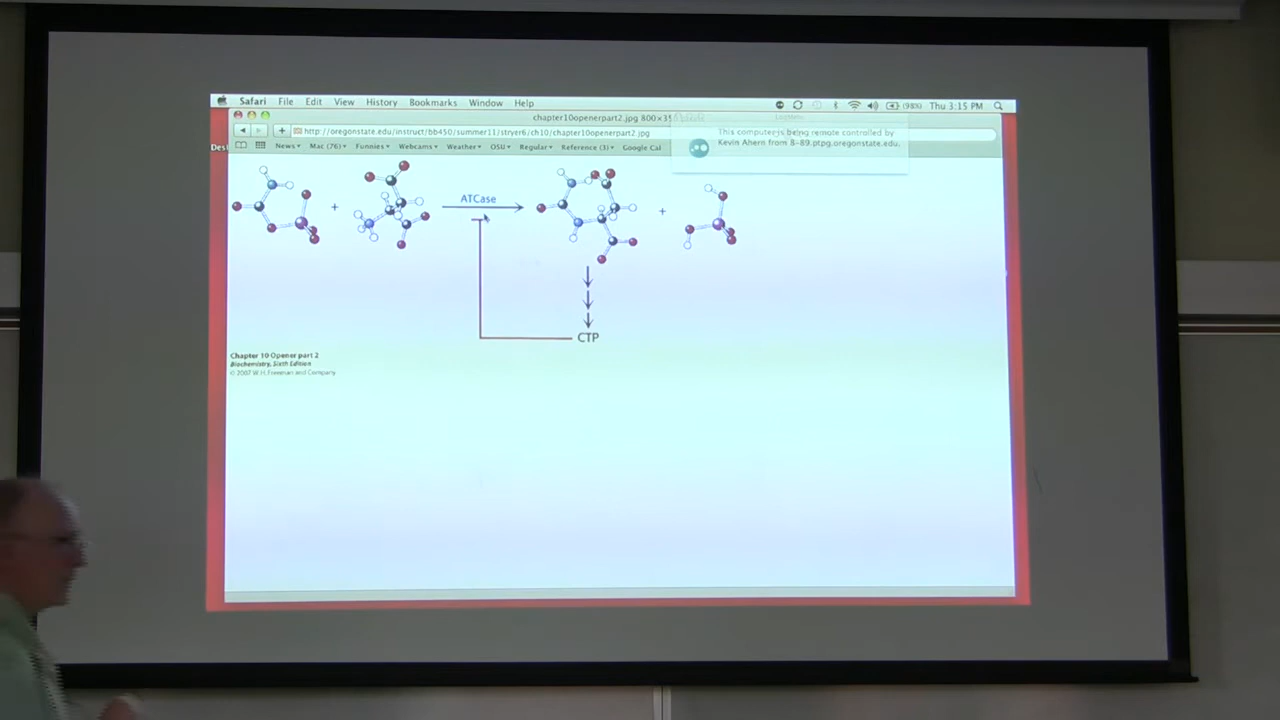 Safari File Edit View History Bookmarks Window Help (98%) Thu 3:15 PM
chapter10openerpart2.jpg 800×3
http://oregonstate.edu/instruct/bb450/summer11/stryer6/ch10/chapter10openerpart2.jpg
This computer is being remote controlled by
Kevin Ahern from 8-89.ptpg.oregonstate.edu.
News Mac (76) Funnies Webcams Weather OSU Regular Reference (3) Google Cal
ATCase
+
+
CTP
Chapter 10 Opener part 2
Biochemistry, Sixth Edition
© 2007 W. H. Freeman and Company